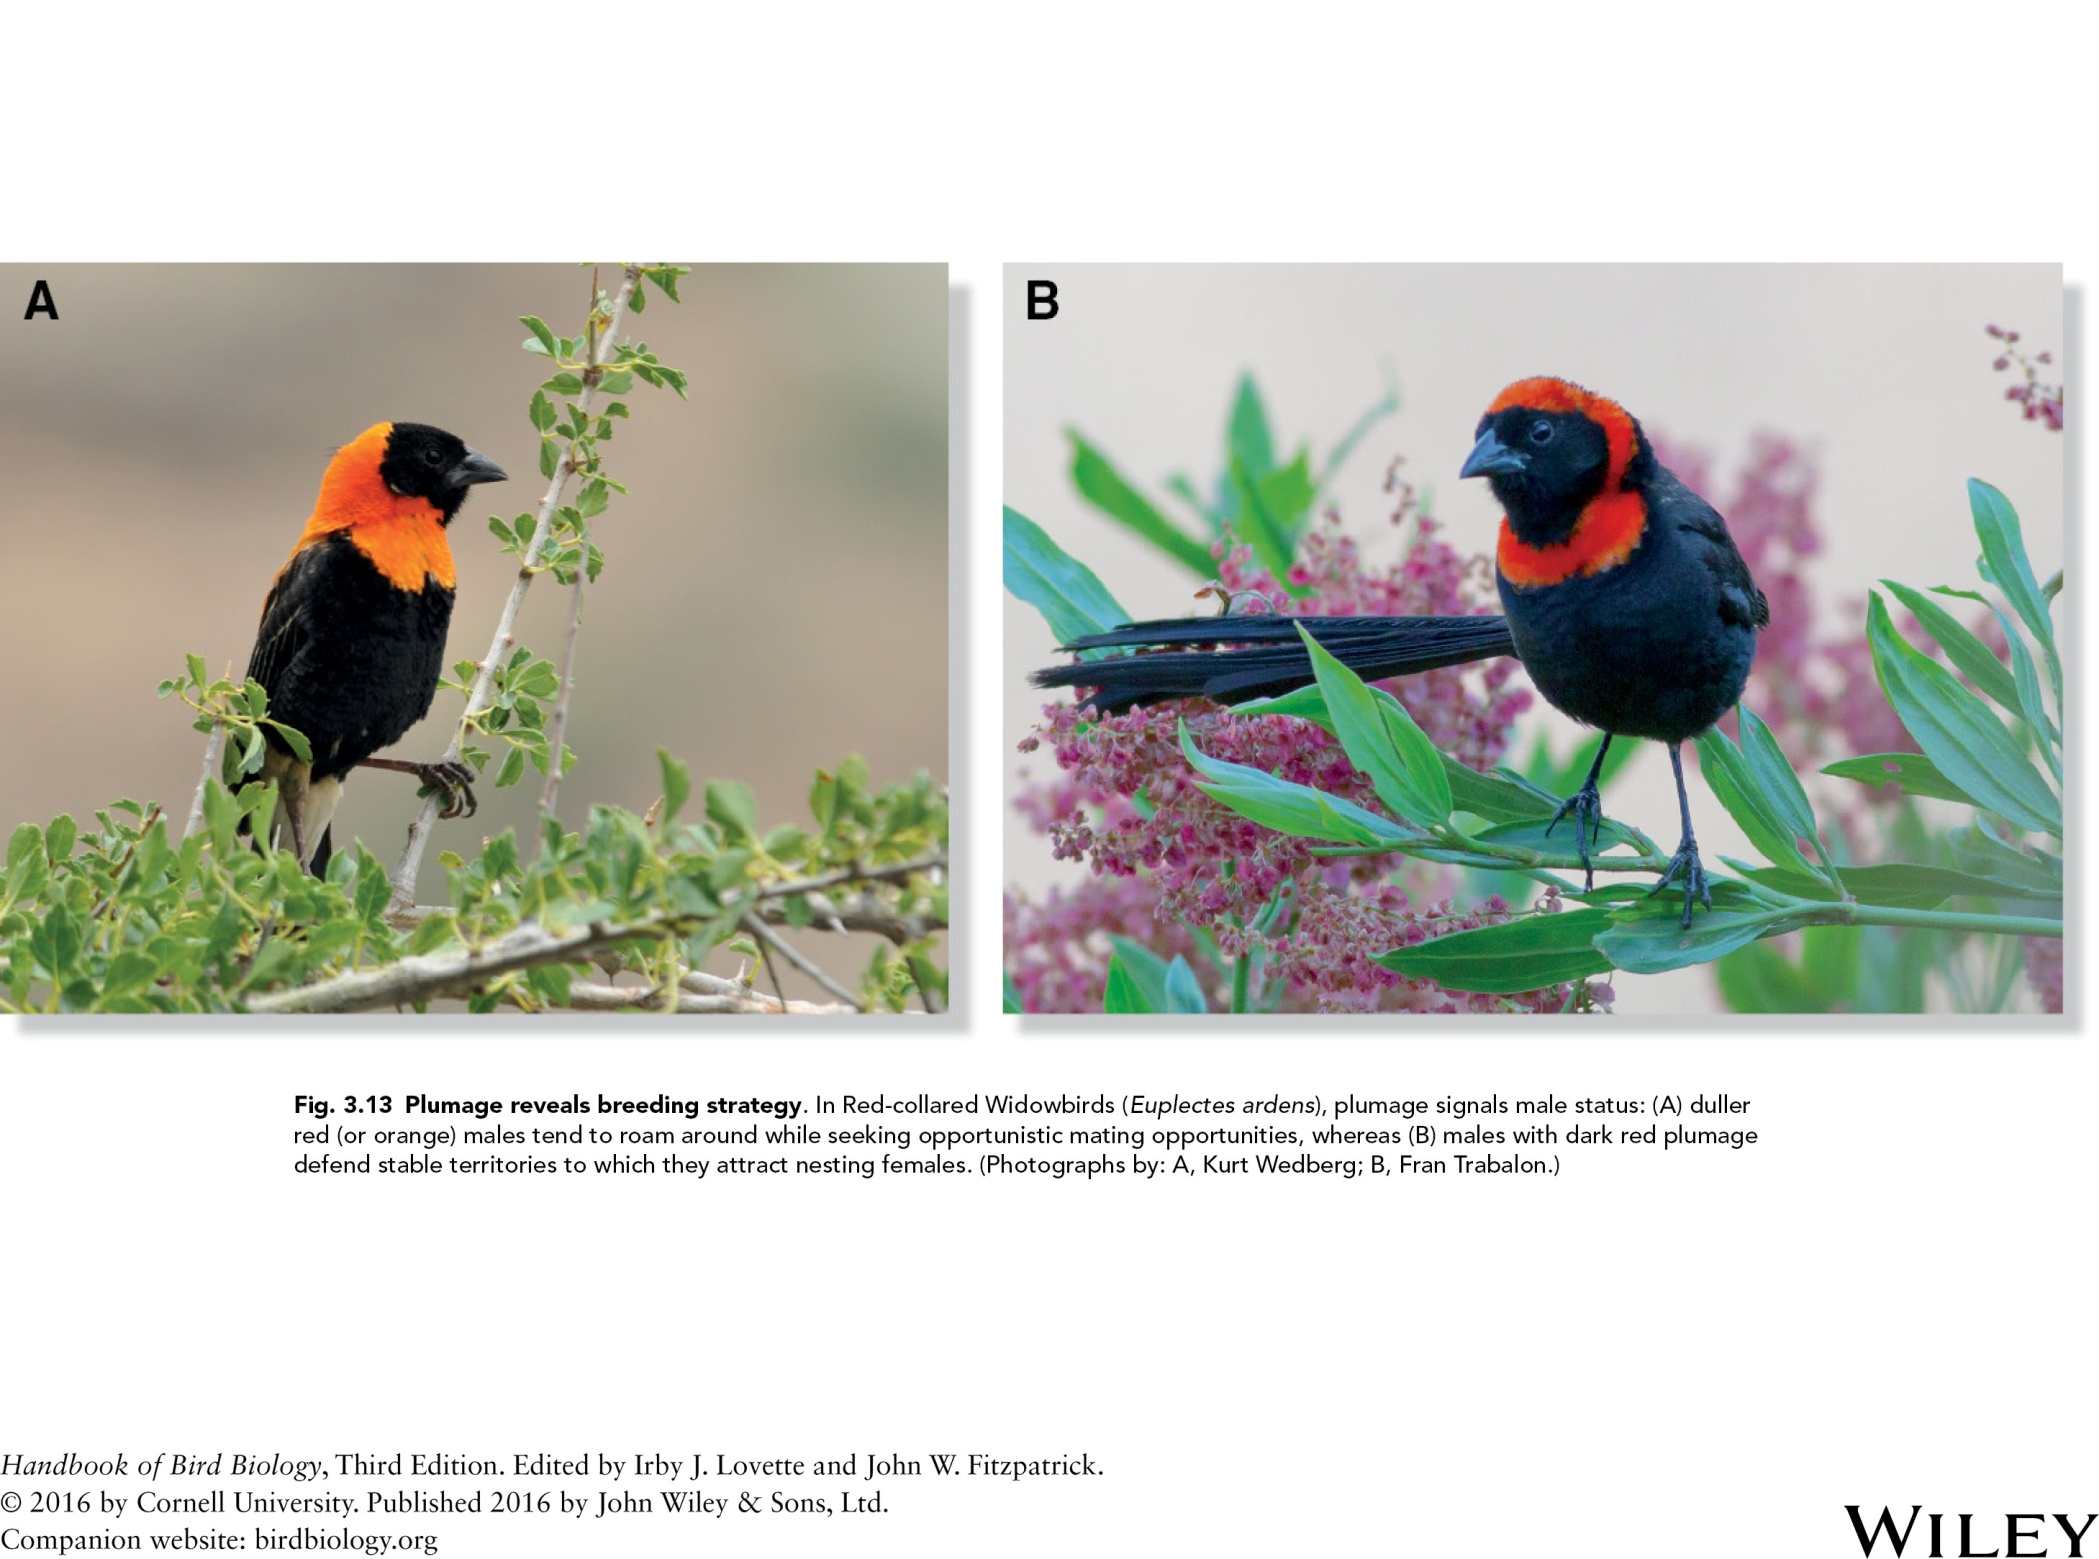 A
B
Fig. 3.13 Plumage reveals breeding strategy. In Red-collared Widowbirds (Euplectes ardens), plumage signals male status: (A) duller
red (or orange) males tend to roam around while seeking opportunistic mating opportunities, whereas (B) males with dark red plumage
defend stable territories to which they attract nesting females. (Photographs by: A, Kurt Wedberg; B, Fran Trabalon.)
Handbook of Bird Biology, Third Edition. Edited by Irby J. Lovette and John W. Fitzpatrick.
© 2016 by Cornell University. Published 2016 by John Wiley & Sons, Ltd.
Companion website: birdbiology.org
WILEY